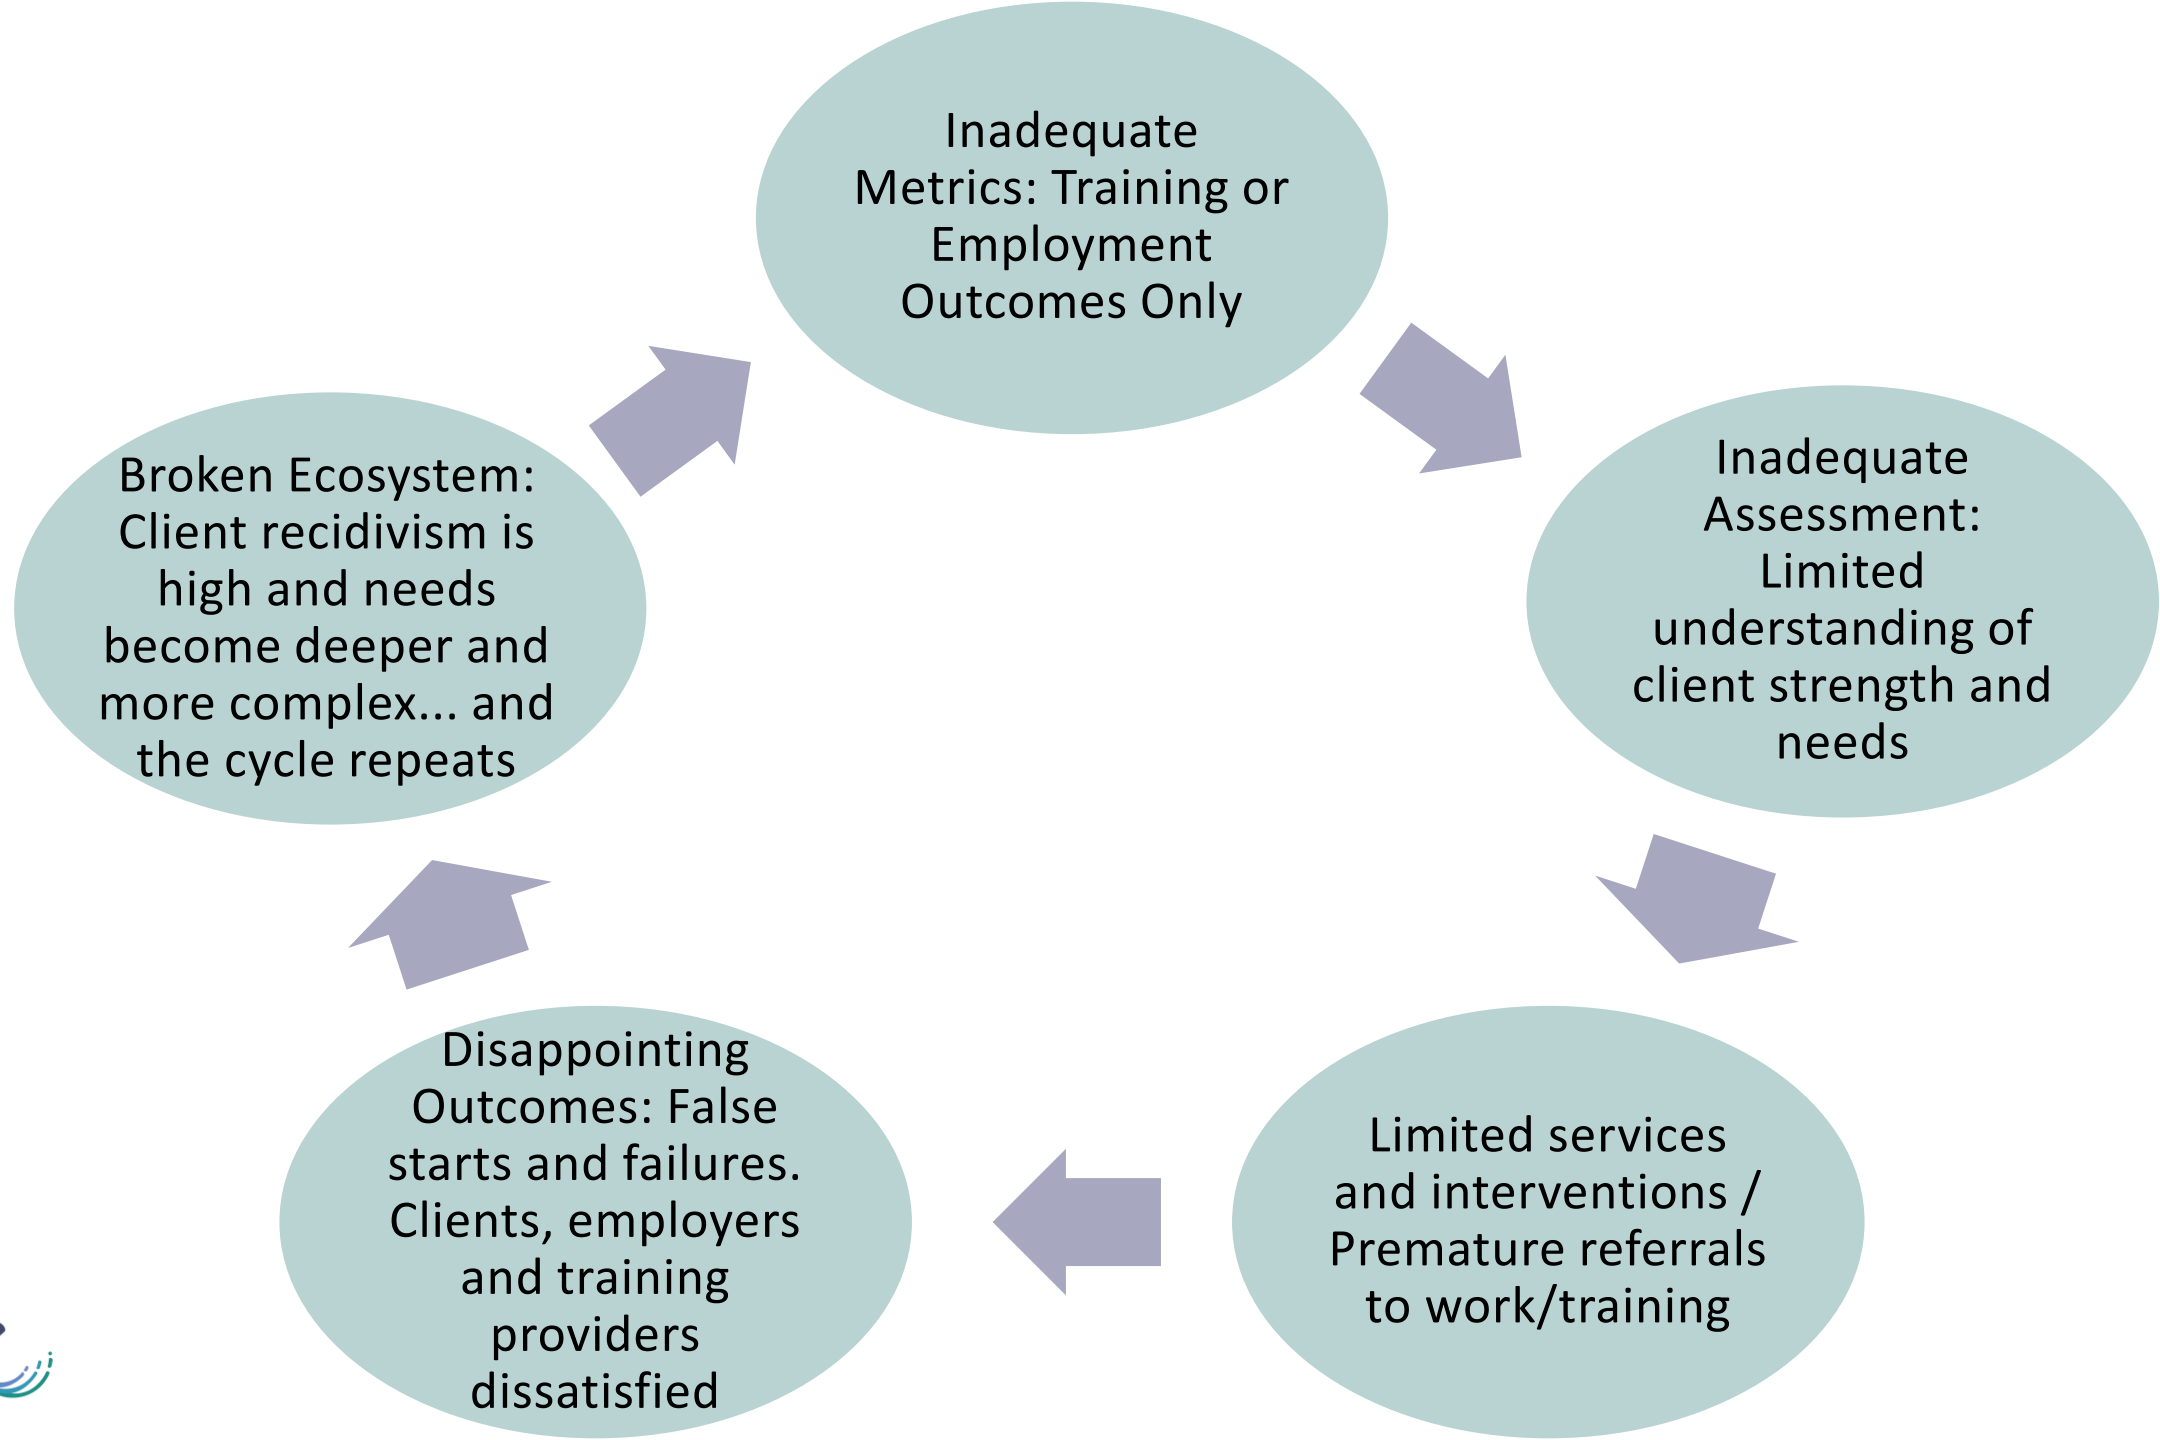 Inadequate
Metrics: Training or
Employment
Outcomes Only
Inadequate
Assessment:
Limited
understanding of
client strength and
needs
Limited services
and interventions /
Premature referrals
to work/training
Disappointing
Outcomes: False
starts and failures.
Clients, employers
and training
providers
dissatisfied
Broken Ecosystem:
Client recidivism is
high and needs
become deeper and
more complex... and
the cycle repeats